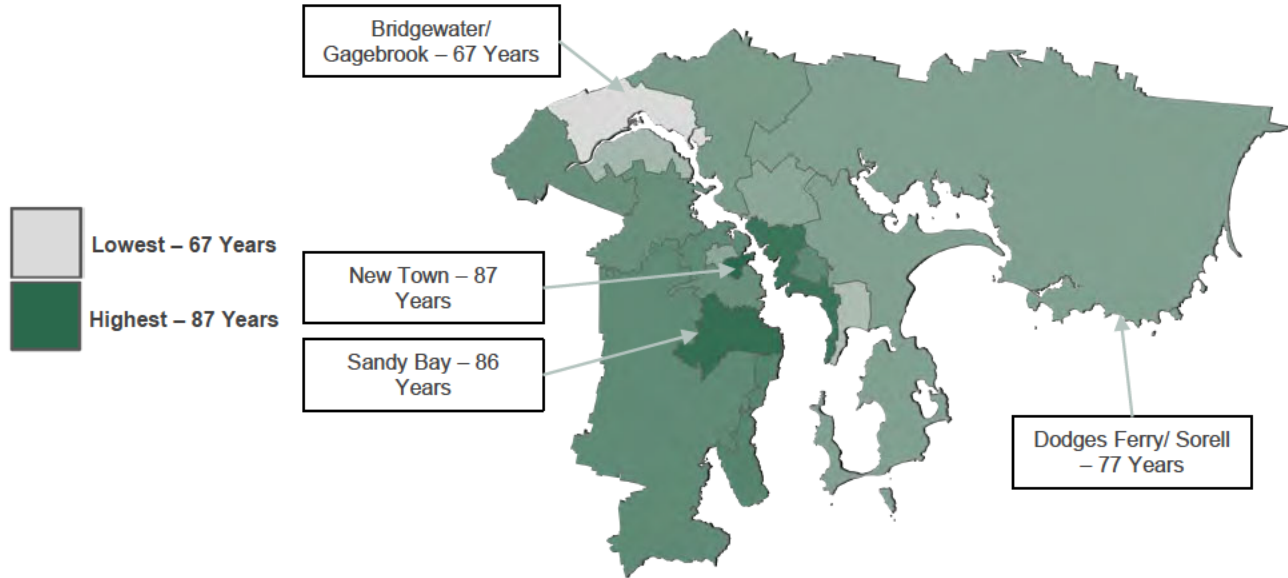 Bridgewater/
Gagebrook – 67 Years
Lowest – 67 Years
Highest – 87 Years
New Town – 87
Years
Sandy Bay – 86
Years
Dodges Ferry/ Sorell
– 77 Years